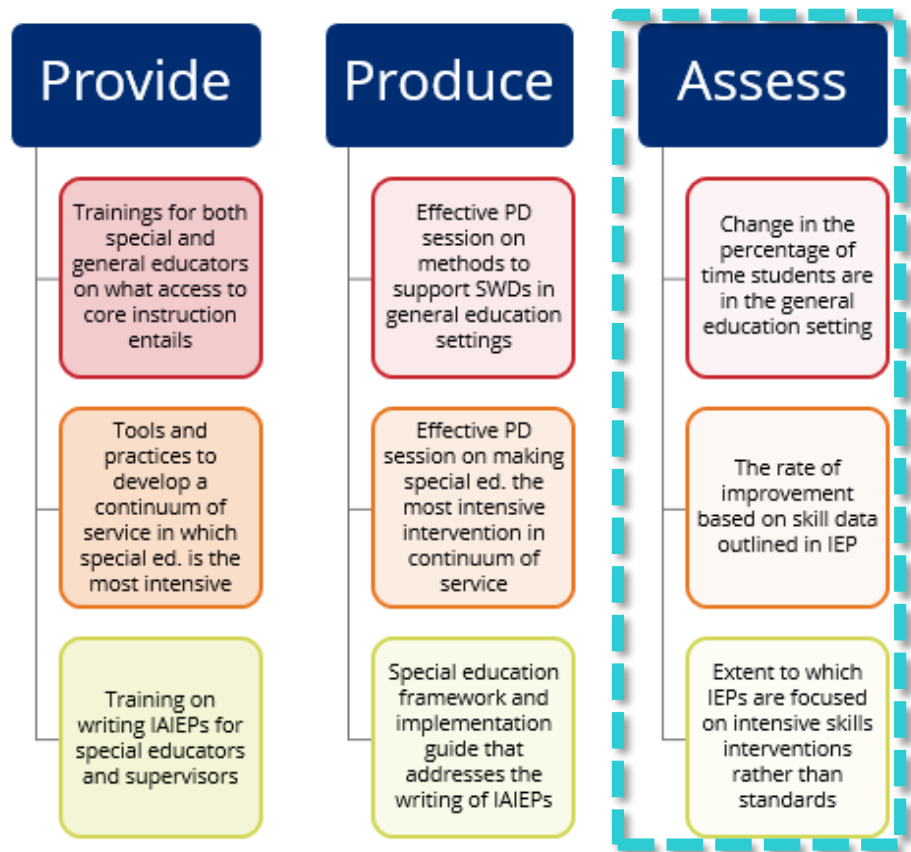 Provide
Trainings for both
special and
general educators
on what access to
core instruction
entails
Tools and
practices to
develop a
continuum of
service in which
special ed. is the
most intensive
Training on
writing IAIEPs for
special educators
and supervisors
Produce
Effective PD
session on
methods to
support SWDs in
general education
settings
Effective PD
session on making
special ed. the
most intensive
intervention in
continuum of
service
Special education
framework and
implementation
guide that
addresses the
writing of IAIEPs
Assess
Change in the
percentage of
time students are
in the general
education setting
The rate of
improvement
based on skill data
outlined in IEP
Extent to which
IEPs are focused
on intensive skills
interventions
rather than
standards